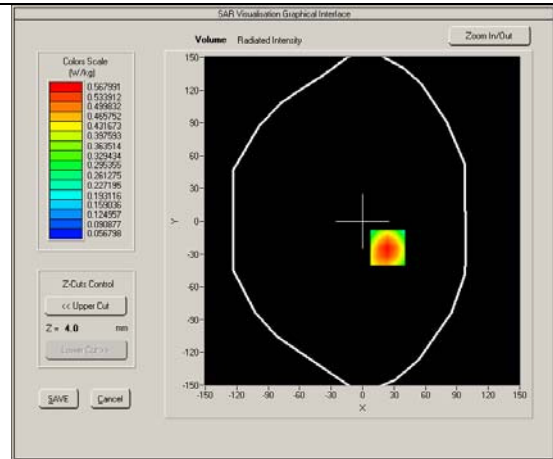 SAR Visualisation Graphical Interface
Volume Radiated Intensity
Zoom In/Out
Colors Scale
(W/kg)
0.567991
0.533912
0.499832
0.465752
0.431673
0.397593
0.363514
0.329434
0.295355
0.261275
0.227195
0.193116
0.159036
0.124957
0.090877
0.056798
Z-Cuts Control
<< Upper Cut
Z = 4.0 mm
Lower Cut >>
SAVE Cancel
150
120
90
60
30
0
-30
-60
-90
-120
-150
Y
-150 -120 -90 -60 -30 0 30 60 90 120 150
X